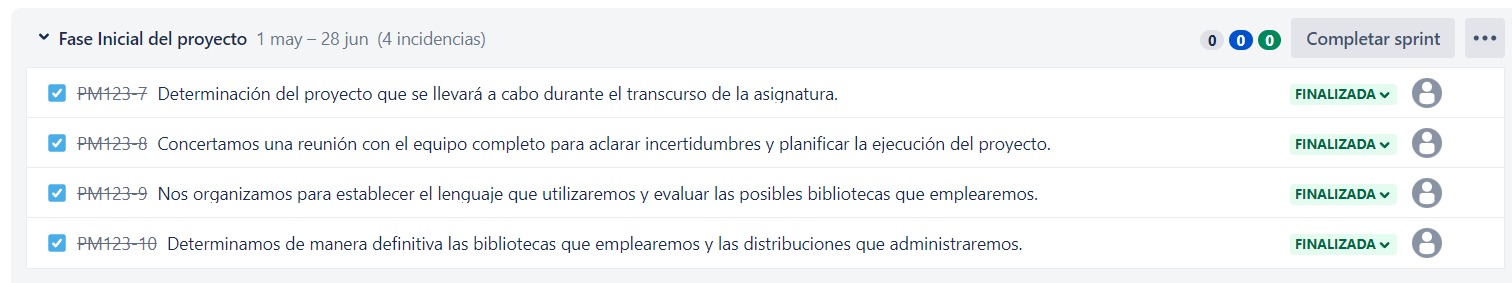 Fase Inicial del proyecto 1 may – 28 jun (4 incidencias) 0 0 0 Completar sprint
PM123-7 Determinación del proyecto que se llevará a cabo durante el transcurso de la asignatura. FINALIZADA
PM123-8 Concertamos una reunión con el equipo completo para aclarar incertidumbres y planificar la ejecución del proyecto. FINALIZADA
PM123-9 Nos organizamos para establecer el lenguaje que utilizaremos y evaluar las posibles bibliotecas que emplearemos. FINALIZADA
PM123-10 Determinamos de manera definitiva las bibliotecas que emplearemos y las distribuciones que administraremos. FINALIZADA